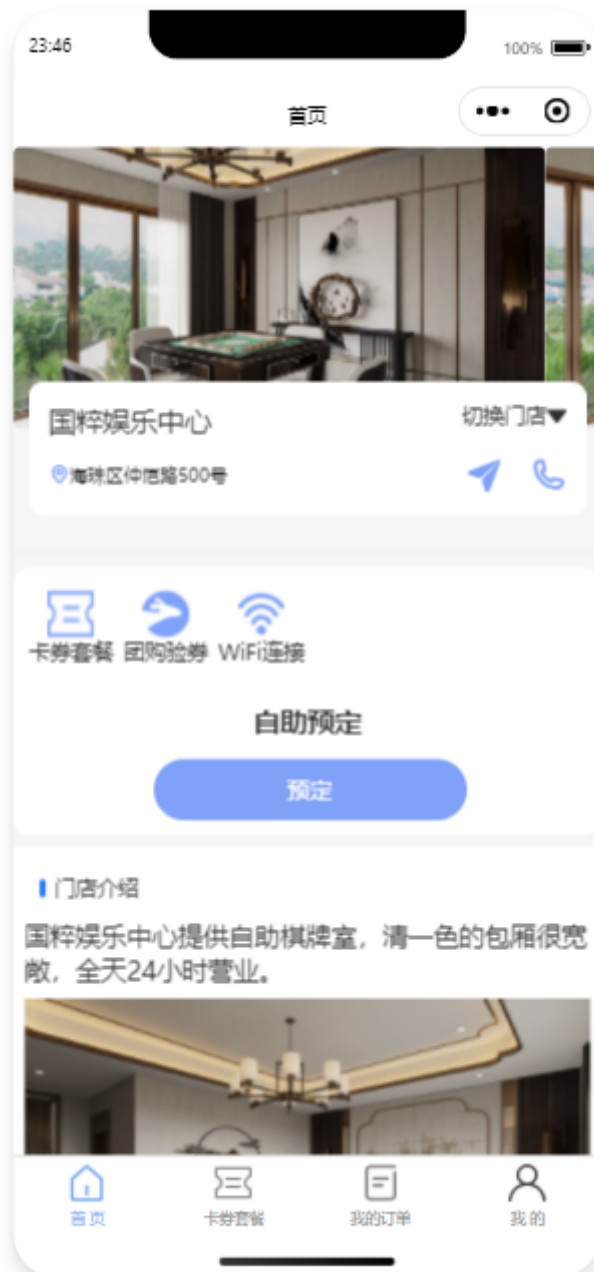 23:46
100%
首页
国粹娱乐中心
切换门店▼
海珠区仲恺路500号
卡券套餐 团购验券 WiFi连接
自助预定
预定
门店介绍
国粹娱乐中心提供自助棋牌室，清一色的包厢很宽
敞，全天24小时营业。
首页 卡券套餐 我的订单 我的